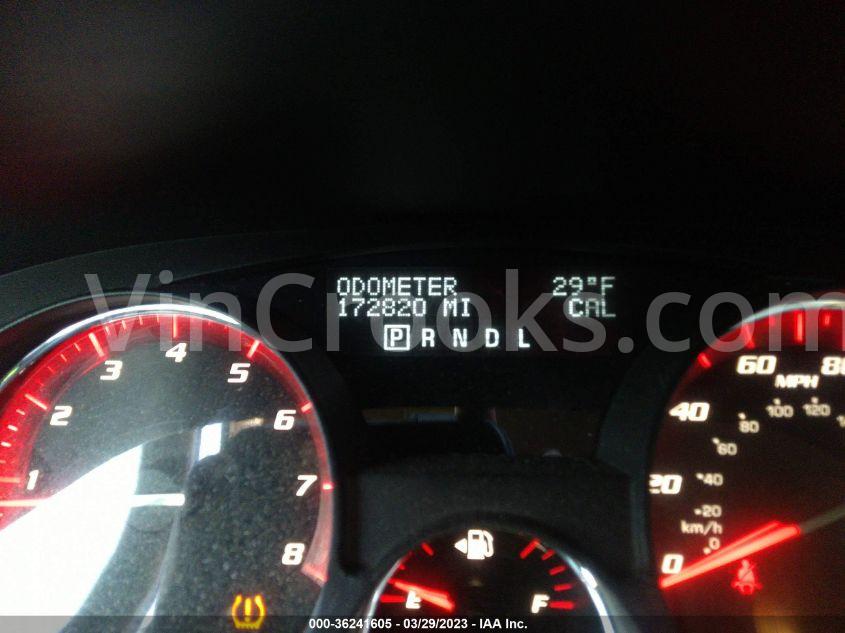 ODOMETER 29°F
172820 MI CAL
P R N D L
VinCrooks.com
1 2 3 4 5 6 7 8
E F
0 20 40 60 80
MPH
0 20 40 60 80 100 120
km/h
000-36241605 - 03/29/2023 - IAA Inc.